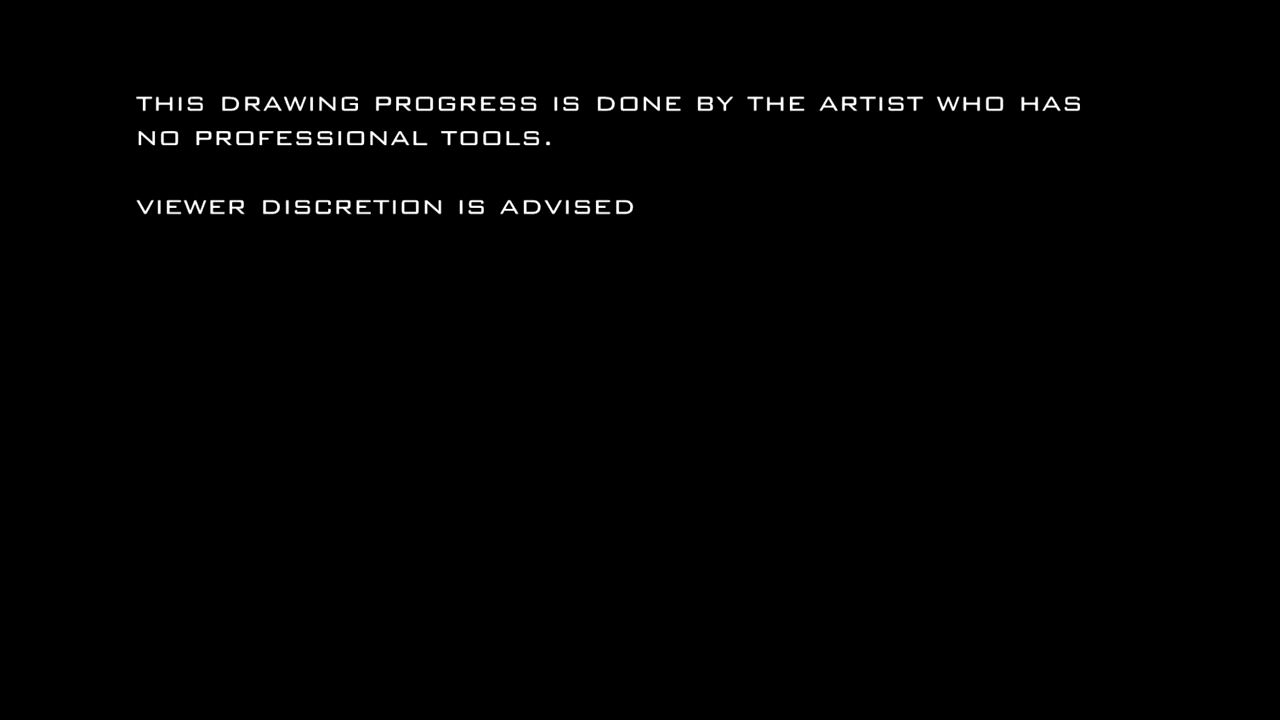 THIS DRAWING PROGRESS IS DONE BY THE ARTIST WHO HAS
NO PROFESSIONAL TOOLS.
VIEWER DISCRETION IS ADVISED